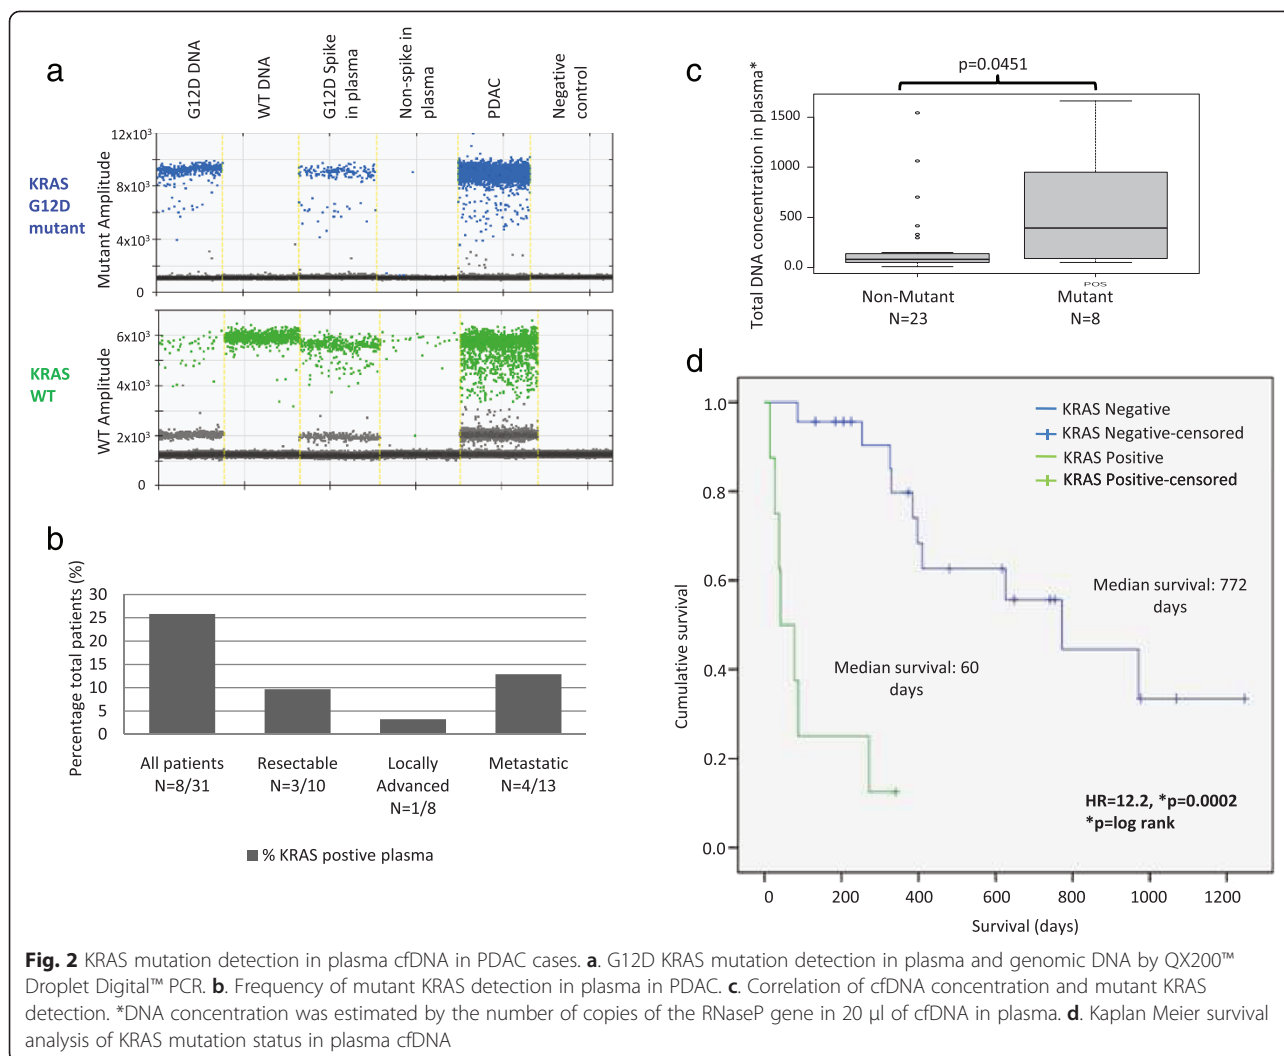 a
G12D DNA
WT DNA
G12D Spike
in plasma
Non-spike in
plasma
PDAC
Negative
control
KRAS
G12D
mutant
Mutant Amplitude
12x10³
8x10³
4x10³
0
KRAS
WT
WT Amplitude
6x10³
4x10³
2x10³
0
b
Percentage total patients (%)
30
25
20
15
10
5
0
All patients
N=8/31
Resectable
N=3/10
Locally
Advanced
N=1/8
Metastatic
N=4/13
% KRAS postive plasma
c
Total DNA concentration in plasma*
p=0.0451
1500
1000
500
0.0
POS
Non-Mutant
N=23
Mutant
N=8
d
Cumulative survival
1.0
0.8
0.6
0.4
0.2
0.0
KRAS Negative
KRAS Negative-censored
KRAS Positive
KRAS Positive-censored
Median survival: 772
days
Median survival: 60
days
HR=12.2, *p=0.0002
*p=log rank
0 200 400 600 800 1000 1200
Survival (days)
Fig. 2 KRAS mutation detection in plasma cfDNA in PDAC cases. a. G12D KRAS mutation detection in plasma and genomic DNA by QX200™
Droplet Digital™ PCR. b. Frequency of mutant KRAS detection in plasma in PDAC. c. Correlation of cfDNA concentration and mutant KRAS
detection. *DNA concentration was estimated by the number of copies of the RNaseP gene in 20 μl of cfDNA in plasma. d. Kaplan Meier survival
analysis of KRAS mutation status in plasma cfDNA